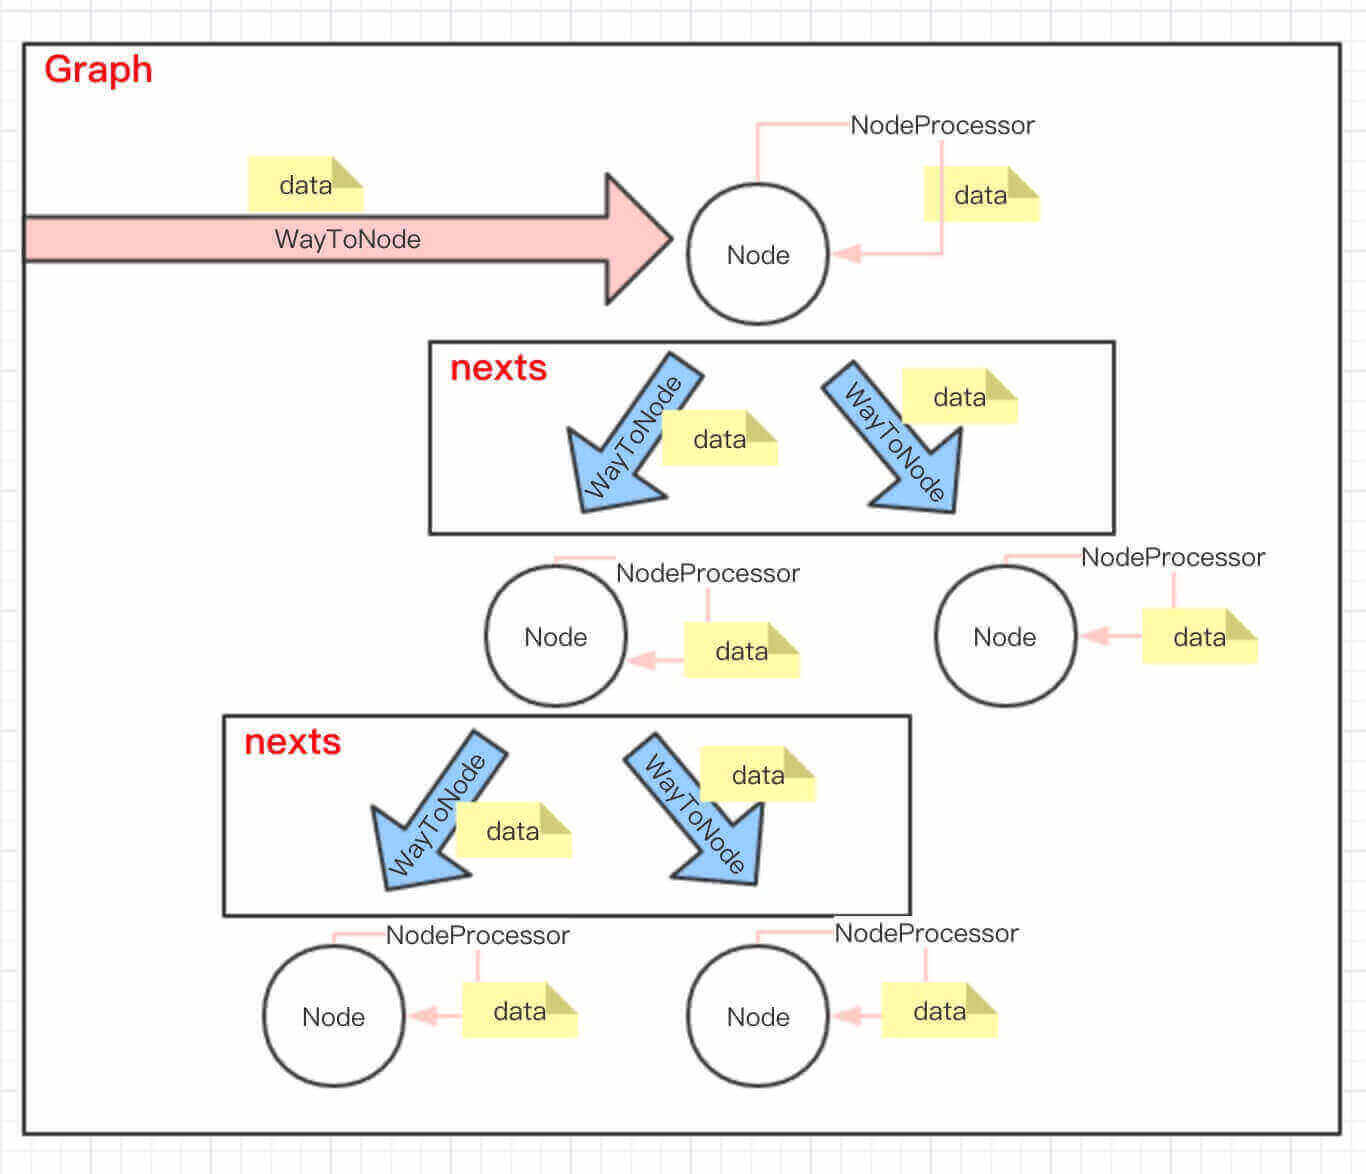 Graph
NodeProcessor
data
data
WayToNode
Node
nexts
WayToNode
data
WayToNode
data
NodeProcessor
NodeProcessor
Node
data
Node
data
nexts
WayToNode
data
WayToNode
data
NodeProcessor
NodeProcessor
Node
data
Node
data